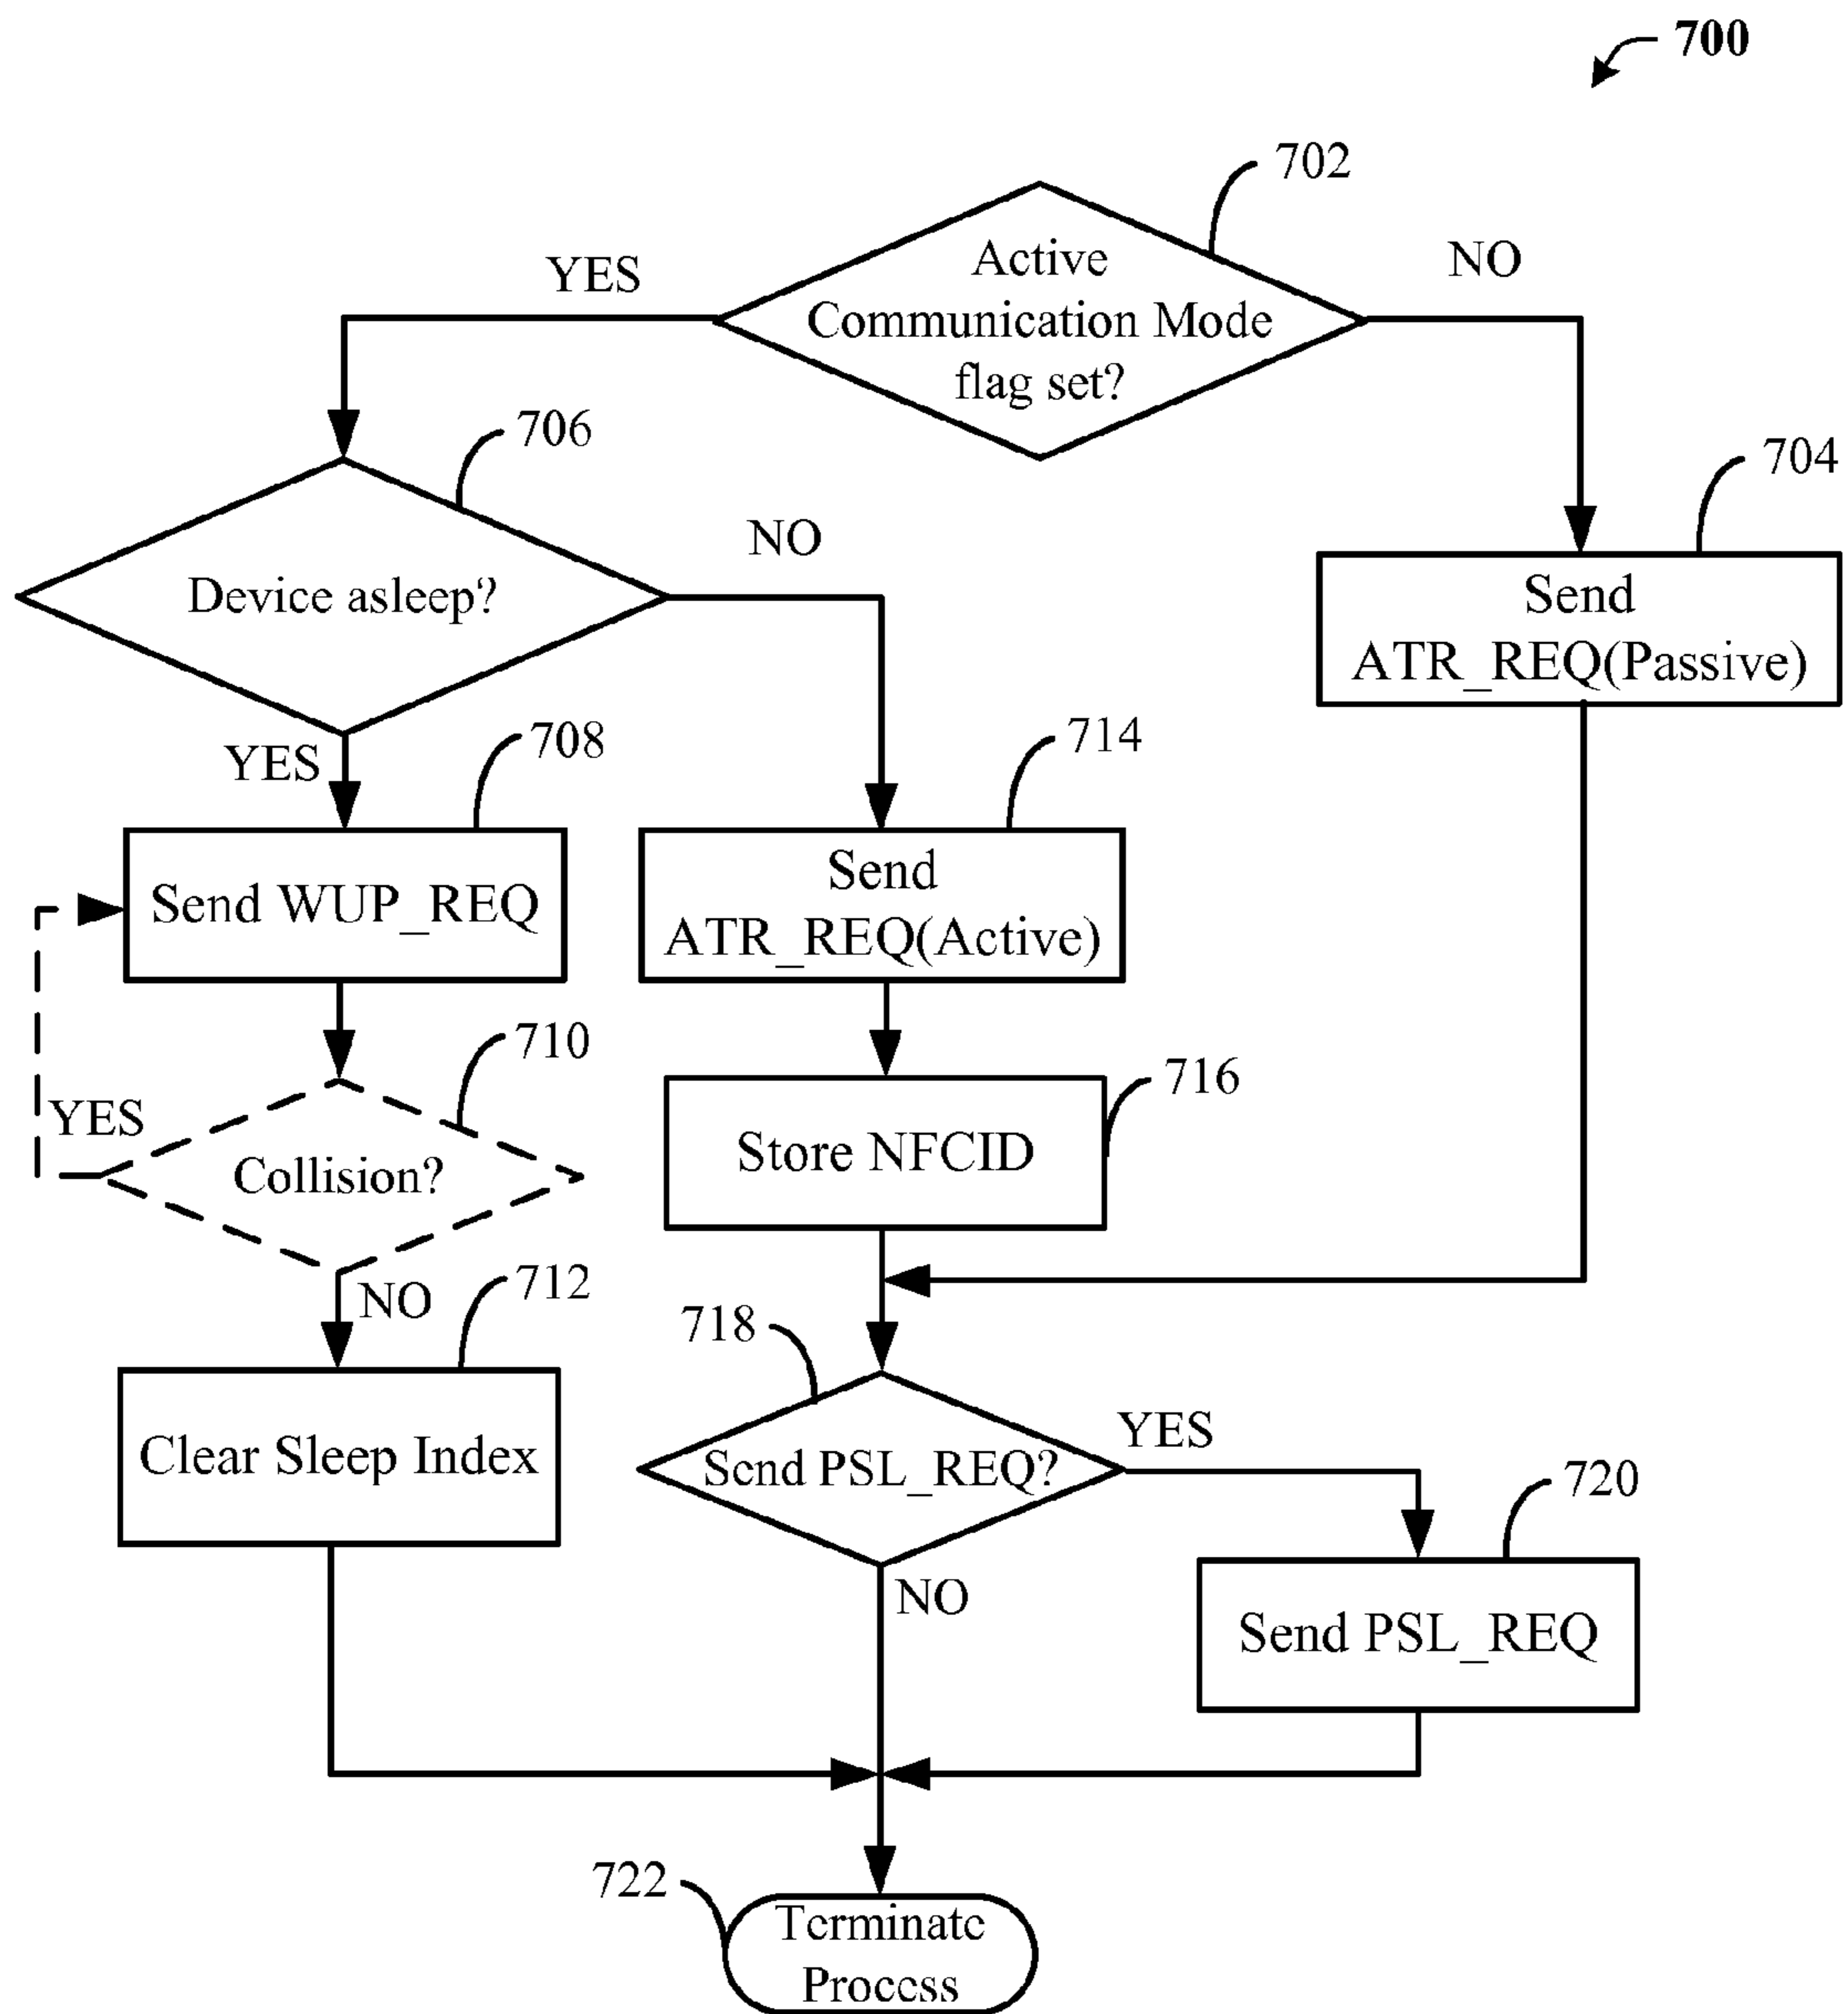 700
702
Active
Communication Mode
flag set?
YES
NO
706
Device asleep?
NO
704
Send
ATR_REQ(Passive)
YES
708
Send WUP_REQ
714
Send
ATR_REQ(Active)
710
Collision?
YES
NO
716
Store NFCID
712
Clear Sleep Index
718
Send PSL_REQ?
YES
NO
720
Send PSL_REQ
722
Terminate
Process